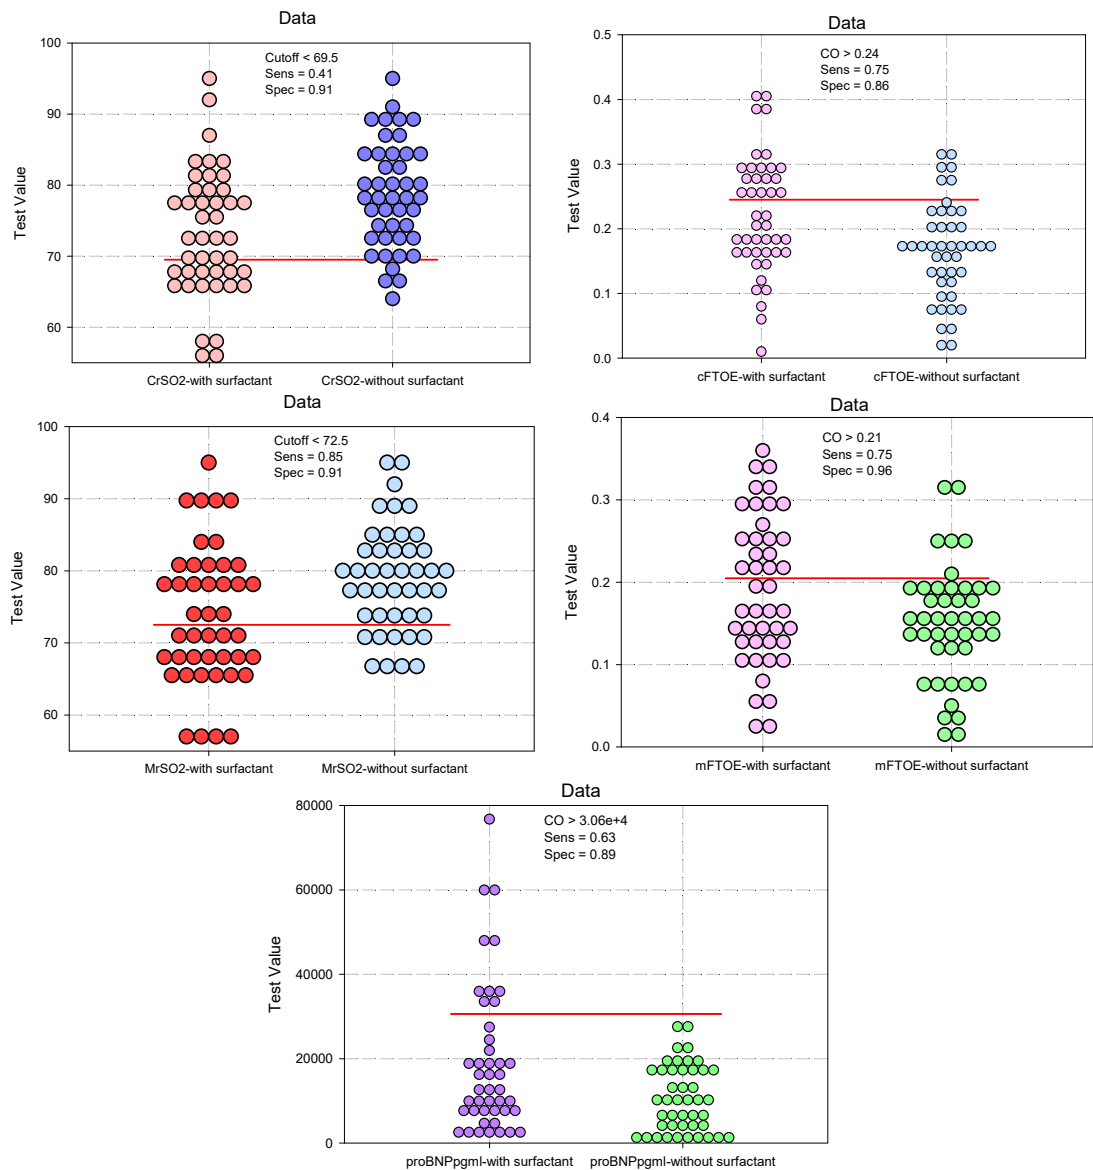 Data
100
90
80
70
60
Test Value
Cutoff < 69.5
Sens = 0.41
Spec = 0.91
CrSO2-with surfactant
CrSO2-without surfactant
Data
0.5
0.4
0.3
0.2
0.1
0.0
Test Value
CO > 0.24
Sens = 0.75
Spec = 0.86
cFTOE-with surfactant
cFTOE-without surfactant
Data
100
90
80
70
60
Test Value
Cutoff < 72.5
Sens = 0.85
Spec = 0.91
MrSO2-with surfactant
MrSO2-without surfactant
Data
0.4
0.3
0.2
0.1
0.0
Test Value
CO > 0.21
Sens = 0.75
Spec = 0.96
mFTOE-with surfactant
mFTOE-without surfactant
Data
80000
60000
40000
20000
0
Test Value
CO > 3.06e+4
Sens = 0.63
Spec = 0.89
proBNPpgml-with surfactant
proBNPpgml-without surfactant